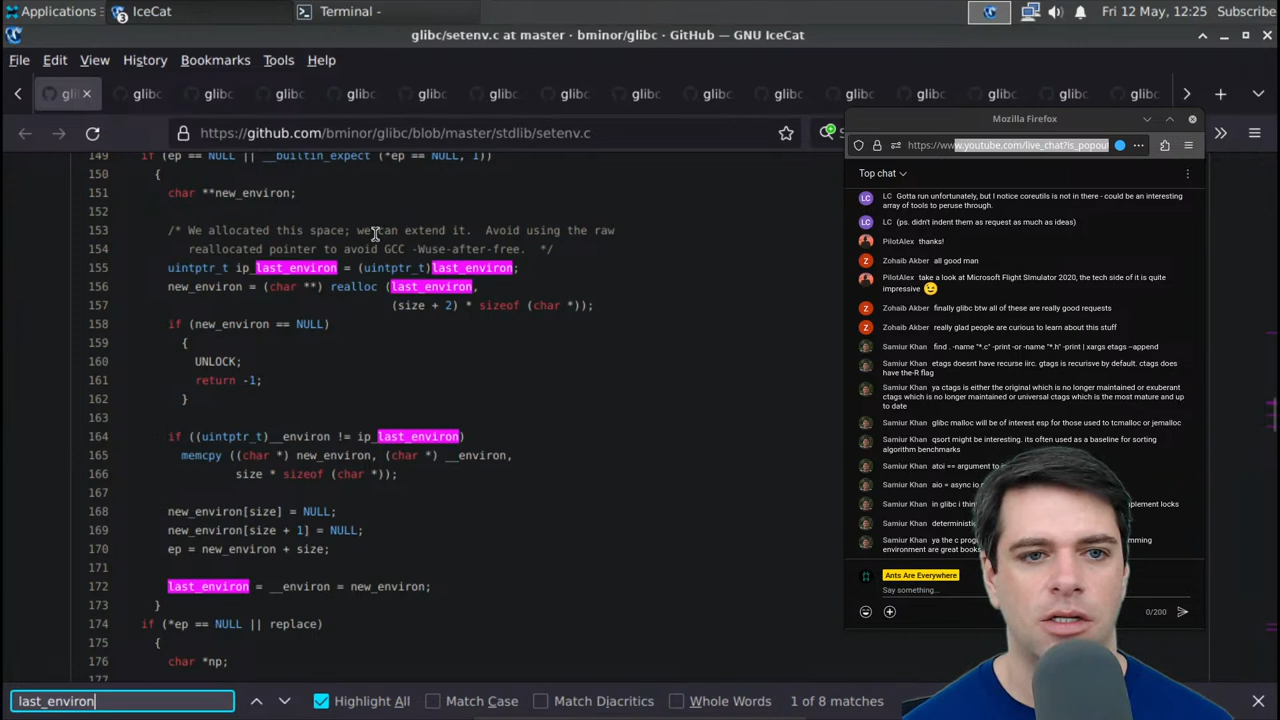 Applications
IceCat
Terminal -
Fri 12 May, 12:25
Subscribe
glibc/setenv.c at master · bminor/glibc · GitHub — GNU IceCat
File Edit View History Bookmarks Tools Help
gli
glibc
glibc
glibc
glibc
glibc
glibc
glibc
glibc
glibc
glibc
glibc
glibc
glibc
glibc
https://github.com/bminor/glibc/blob/master/stdlib/setenv.c
149 if (ep == NULL || __builtin_expect (*ep == NULL, 1))
150 {
151 char **new_environ;
152
153 /* We allocated this space; we can extend it. Avoid using the raw
154 reallocated pointer to avoid GCC -Wuse-after-free. */
155 uintptr_t ip_last_environ = (uintptr_t)last_environ;
156 new_environ = (char **) realloc (last_environ,
157 (size + 2) * sizeof (char *));
158 if (new_environ == NULL)
159 {
160 UNLOCK;
161 return -1;
162 }
163
164 if ((uintptr_t)__environ != ip_last_environ)
165 memcpy ((char *) new_environ, (char *) __environ,
166 size * sizeof (char *));
167
168 new_environ[size] = NULL;
169 new_environ[size + 1] = NULL;
170 ep = new_environ + size;
171
172 last_environ = __environ = new_environ;
173 }
174 if (*ep == NULL || replace)
175 {
176 char *np;
177
last_environ
Highlight All
Match Case
Match Diacritics
Whole Words
1 of 8 matches
Mozilla Firefox
https://www.youtube.com/live_chat?is_popou
Top chat
LC Gotta run unfortunately, but I notice coreutils is not in there - could be an interesting
array of tools to peruse through.
LC (ps. didn't indent them as request as much as ideas)
PilotAlex thanks!
Zohaib Akber all good man
PilotAlex take a look at Microsoft Flight SImulator 2020, the tech side of it is quite
impressive 😉
Zohaib Akber finally glibc btw all of these are really good requests
Zohaib Akber really glad people are curious to learn about this stuff
Samiur Khan find . -name "*.c" -print -or -name "*.h" -print | xargs etags --append
Samiur Khan etags doesnt have recurse iirc. gtags is recurisve by default. ctags does
have the-R flag
Samiur Khan ya ctags is either the original which is no longer maintained or exuberant
ctags which is no longer maintained or universal ctags which is the most mature and up
to date
Samiur Khan glibc malloc will be of interest esp for those used to tcmalloc or jemalloc
Samiur Khan qsort might be interesting. its often used as a baseline for sorting
algorithm benchmarks
Samiur Khan atoi == argument to i
Samiur Khan aio = async io
Samiur Khan in glibc i thin plement locks
Samiur Khan determinist
Samiur Khan ya the c prog mming
environment are great books
Ants Are Everywhere
Say something...
0/200